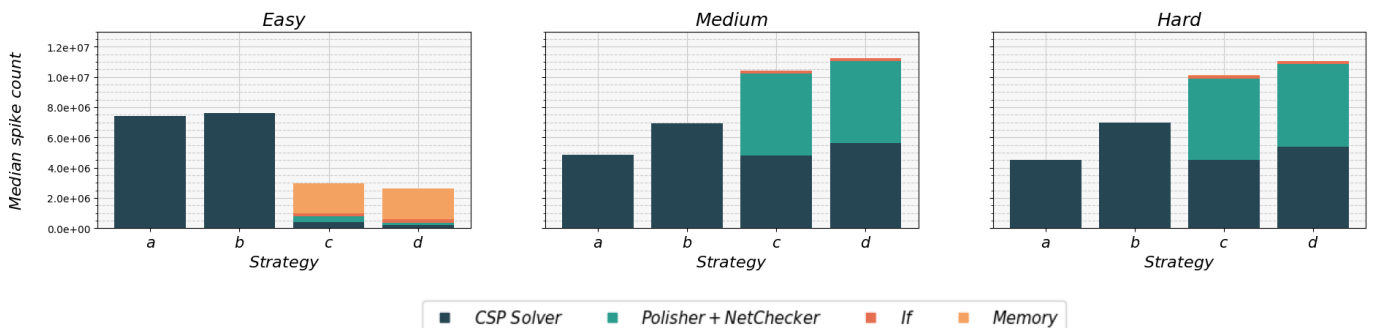 Easy
Medium
Hard
Median spike count
1.2e+07
1.0e+07
8.0e+06
6.0e+06
4.0e+06
2.0e+06
0.0e+00
a b c d
a b c d
a b c d
Strategy
Strategy
Strategy
CSP Solver Polisher + NetChecker If Memory